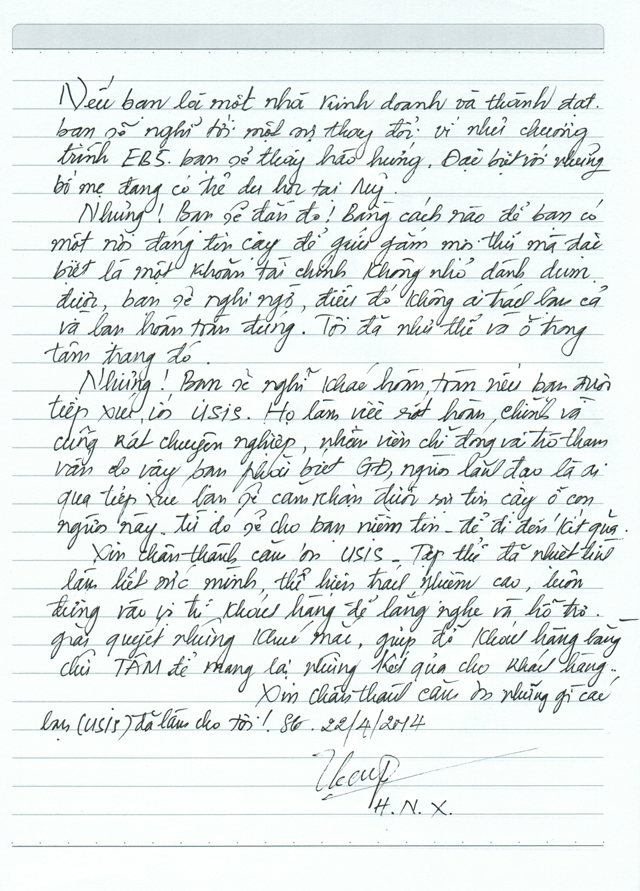 Nếu bạn là một nhà kinh doanh và thành đạt.
bạn sẽ nghĩ tới một sự thay đổi. ví như chương
trình EB5. bạn sẽ thấy hào hứng. Đặc biệt với những
bố mẹ đang có trẻ du học tại Mỹ.
Nhưng! Bạn sẽ đắn đo! Bằng cách nào để bạn có
một nơi đáng tin cậy để gửi gắm mọi thứ mà đặc
biệt là một khoản tài chính không nhỏ dành dụm
được, bạn sẽ nghi ngờ, điều đó không ai trách bạn cả
và bạn hoàn toàn đúng. Tôi đã như thế và ở trong
tâm trạng đó.
Nhưng! Bạn sẽ nghĩ khác hoàn toàn nếu bạn được
tiếp xúc với USIS. Họ làm việc rất hoàn chỉnh và
cũng rất chuyên nghiệp, nhân viên chỉ đóng vai trò tham
vấn do vậy bạn phải biết GĐ, người lãnh đạo là ai
qua tiếp xúc bạn sẽ cảm nhận được sự tin cậy ở con
người này. từ đó sẽ cho bạn niềm tin - để đi đến kết quả.
Xin chân thành cảm ơn USIS - Tập thể đã nhiệt tình
làm hết sức mình, thể hiện trách nhiệm cao, luôn
đứng vào vị trí khách hàng để lắng nghe và hỗ trợ.
giải quyết những khúc mắc, giúp đỡ khách hàng bằng
chữ TÂM để mang lại những kết quả cho khách hàng.
Xin chân thành cảm ơn những gì các
bạn (USIS) đã làm cho tôi! SG. 22/4/2014
H. N. X.